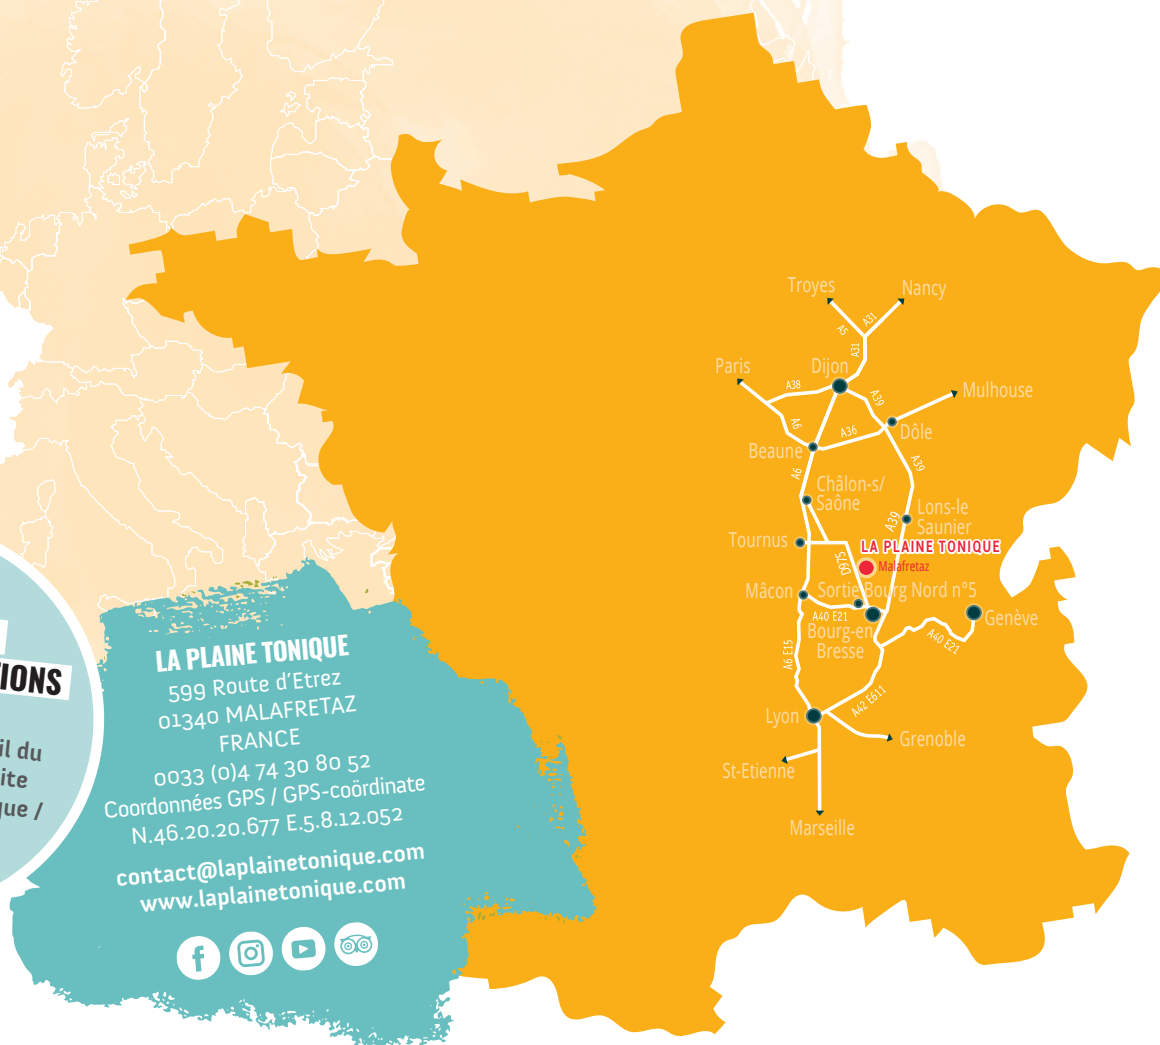 IONS
il du
ite
que /
LA PLAINE TONIQUE
599 Route d'Etrez
01340 MALAFRETAZ
FRANCE
0033 (0)4 74 30 80 52
Coordonnées GPS / GPS-coördinate
N.46.20.20.677 E.5.8.12.052
contact@laplainetonique.com
www.laplainetonique.com
Troyes
Nancy
A5
A31
A31
Paris
Dijon
A38
A39
Mulhouse
A6
A36
Dôle
Beaune
A6
A39
Châlon-s/
Saône
Lons-le
Saunier
A39
Tournus
LA PLAINE TONIQUE
D975
Malafretaz
Mâcon
Sortie Bourg Nord n°5
A40 E21
Genève
Bourg-en
Bresse
A40 E21
A6 E15
A42 E611
Lyon
Grenoble
St-Etienne
Marseille